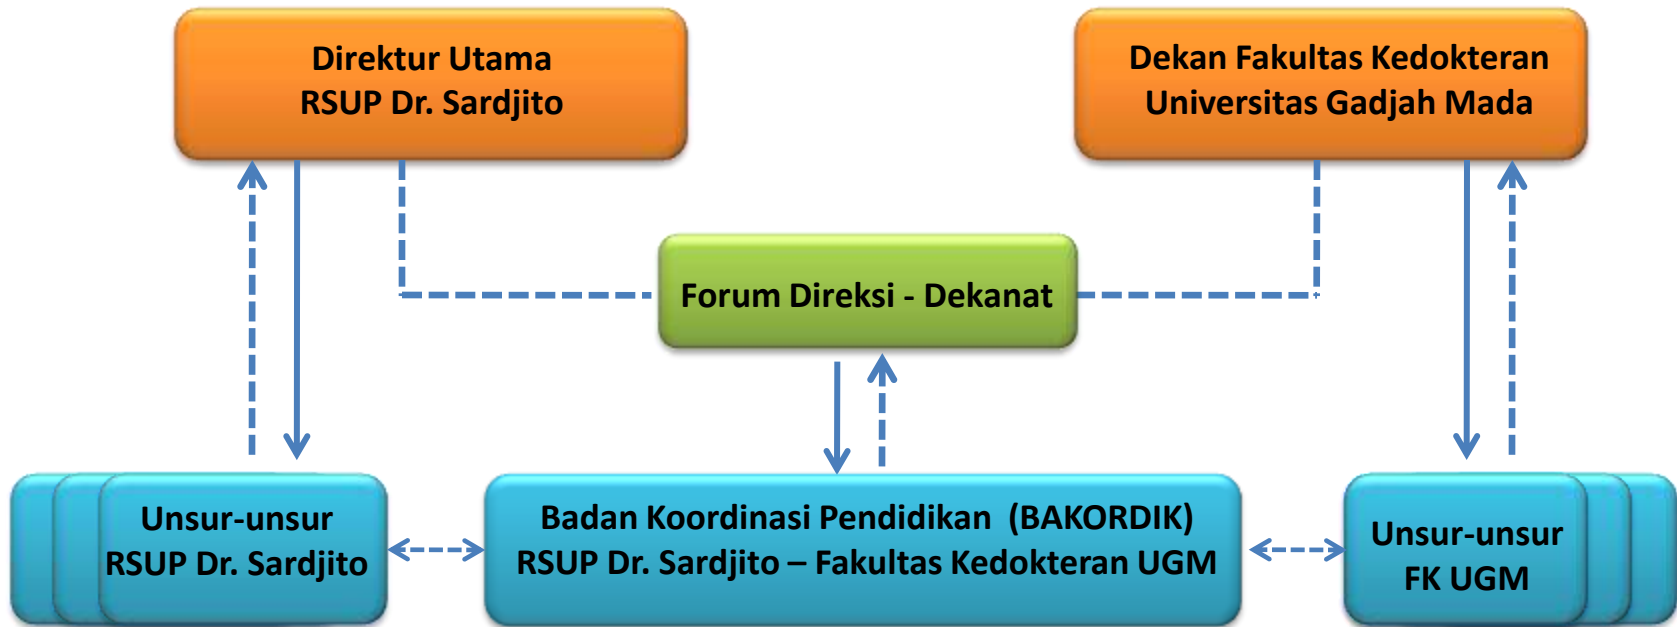 Direktur Utama
RSUP Dr. Sardjito
Dekan Fakultas Kedokteran
Universitas Gadjah Mada
Forum Direksi - Dekanat
Unsur-unsur
RSUP Dr. Sardjito
Badan Koordinasi Pendidikan  (BAKORDIK)
RSUP Dr. Sardjito – Fakultas Kedokteran UGM
Unsur-unsur
FK UGM